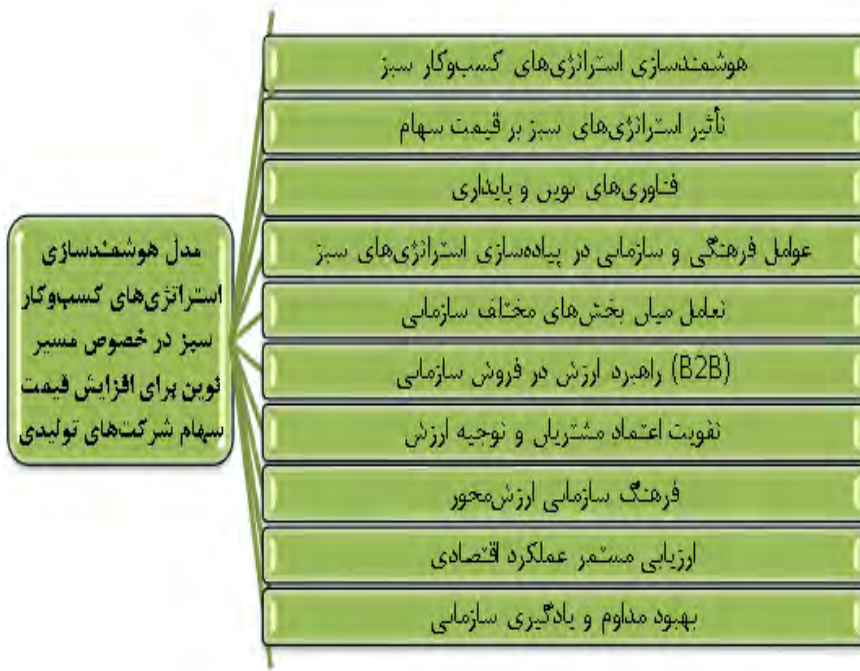 هوشمندسازی استراتژی‌های کسب‌وکار سبز
تأثیر استراتژی‌های سبز بر قیمت سهام
فناوری‌های نوین و پایداری
عوامل فرهنگی و سازمانی در پیاده‌سازی استراتژی‌های سبز
تعامل میان بخش‌های مختلف سازمانی
(B2B) راهبرد ارزش در فروش سازمانی
تقویت اعتماد مشتریان و توجیه ارزش
فرهنگ سازمانی ارزش‌محور
ارزیابی مستمر عملکرد اقتصادی
بهبود مداوم و یادگیری سازمانی
مدل هوشمندسازی
استراتژی‌های کسب‌وکار
سبز در خصوص مسیر
نوین برای افزایش قیمت
سهام شرکت‌های تولیدی